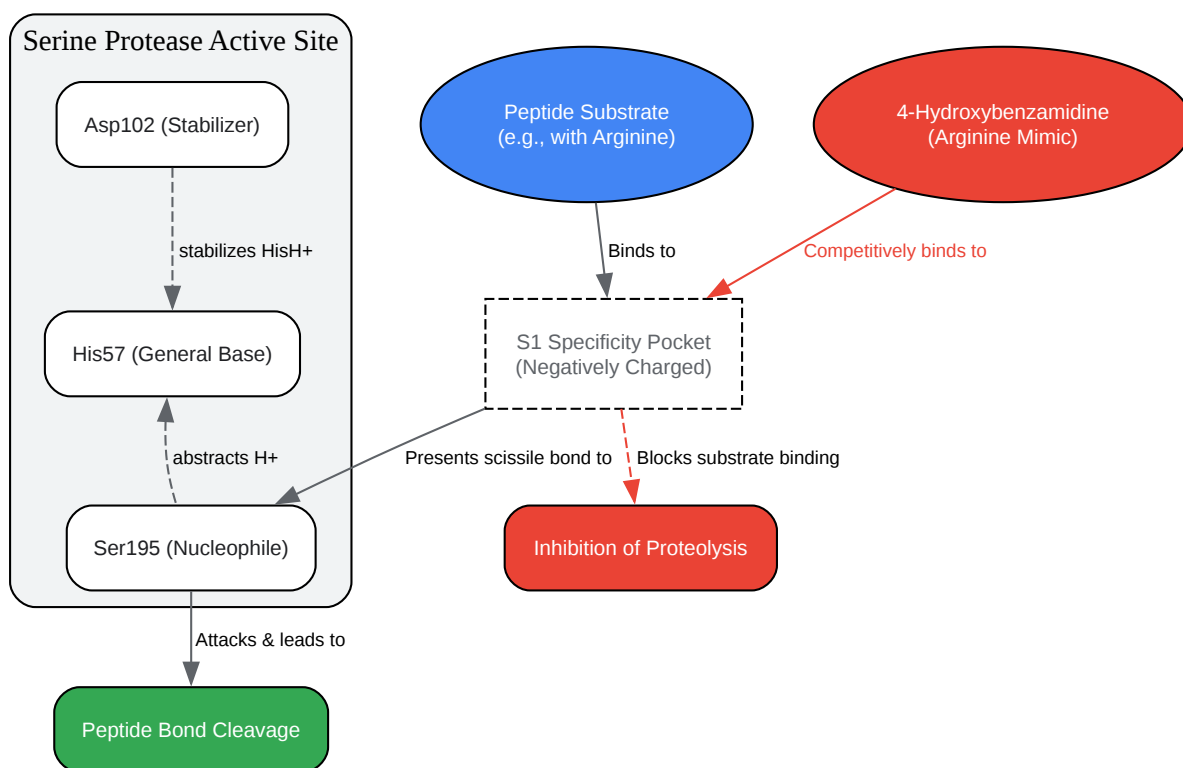 Serine Protease Active Site
Asp102 (Stabilizer)
Peptide Substrate
(e.g., with Arginine)
4-Hydroxybenzamidine
(Arginine Mimic)
stabilizes HisH+
Binds to
Competitively binds to
His57 (General Base)
S1 Specificity Pocket
(Negatively Charged)
abstracts H+
Presents scissile bond to
Blocks substrate binding
Ser195 (Nucleophile)
Inhibition of Proteolysis
Attacks & leads to
Peptide Bond Cleavage